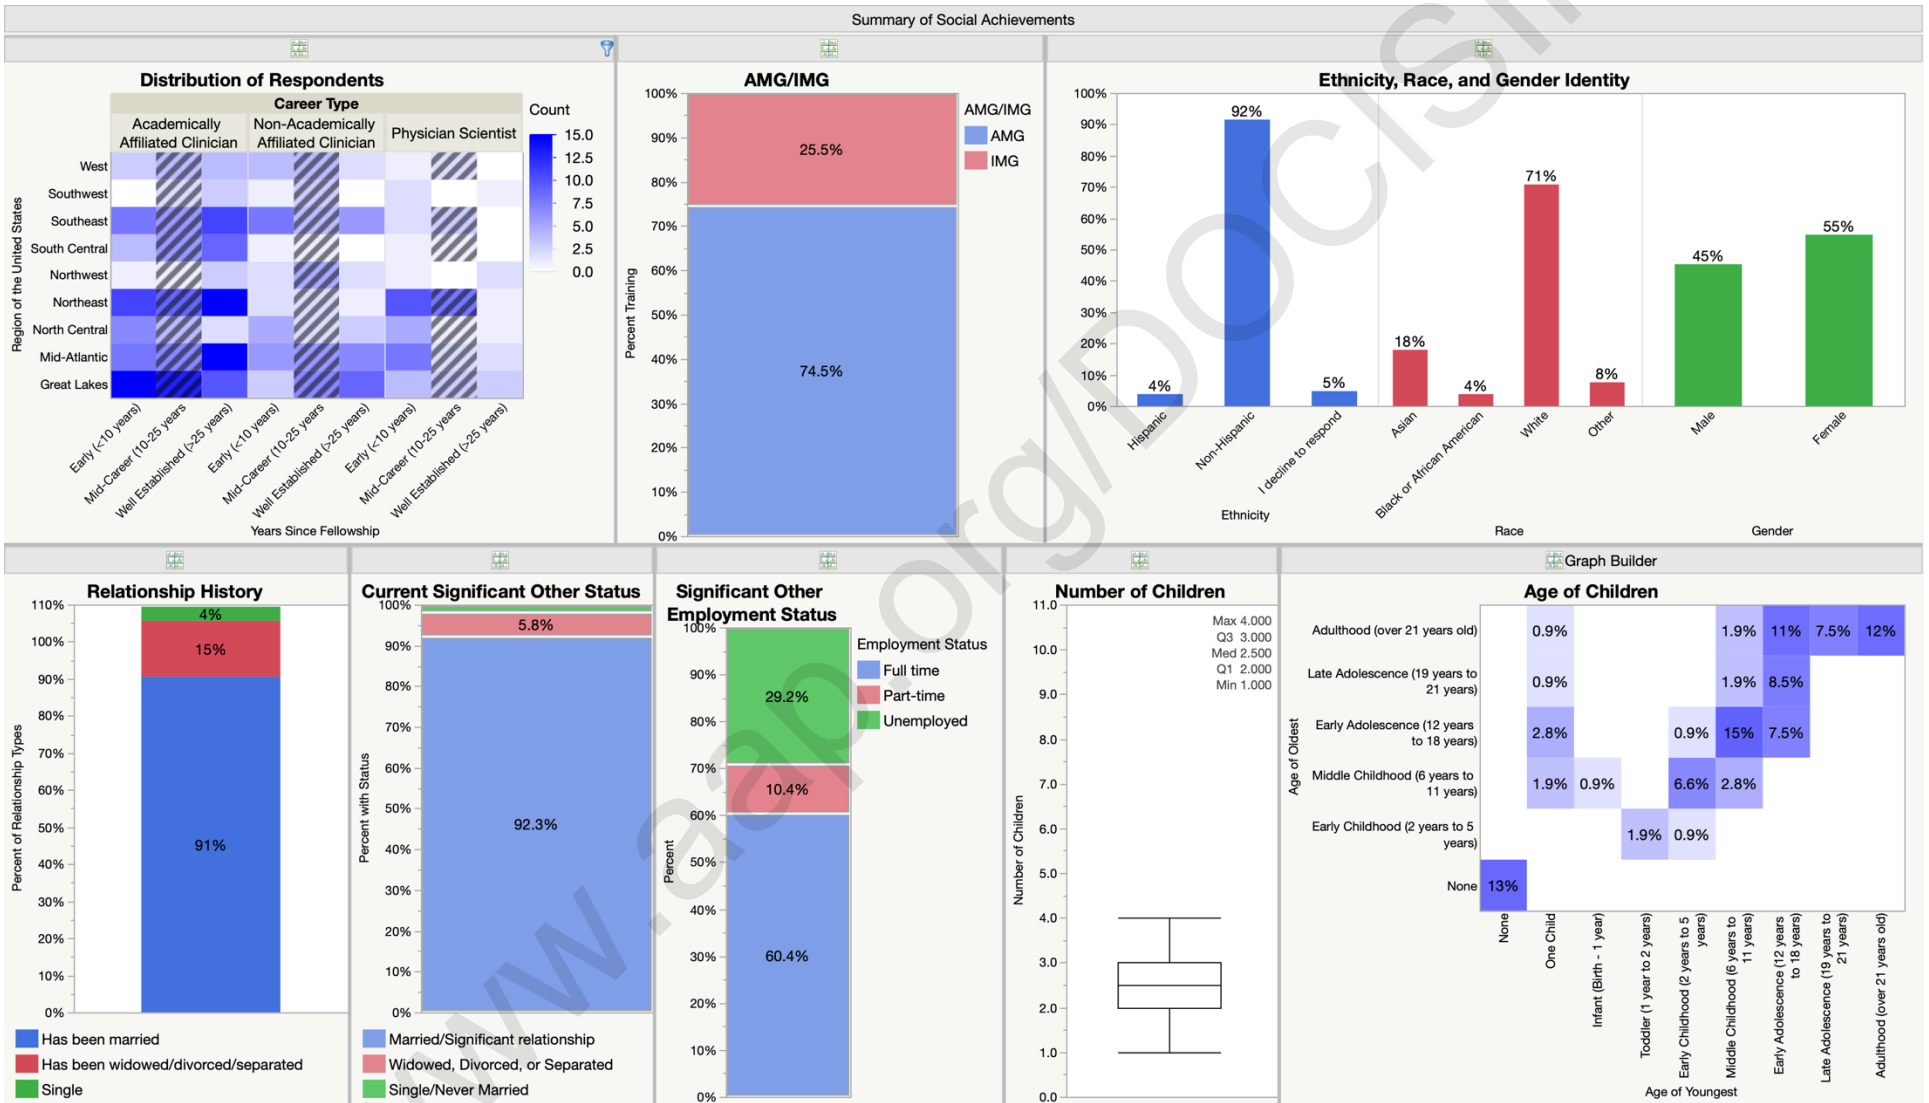 Summary of Social Achievements
Distribution of Respondents
Career Type
Academically
Affiliated Clinician
Non-Academically
Affiliated Clinician
Physician Scientist
Count
15.0
12.5
10.0
7.5
5.0
2.5
0.0
Region of the United States
West
Southwest
Southeast
South Central
Northwest
Northeast
North Central
Mid-Atlantic
Great Lakes
Early (<10 years)
Mid-Career (10-25 years
Well Established (>25 years)
Early (<10 years)
Mid-Career (10-25 years
Well Established (>25 years)
Early (<10 years)
Mid-Career (10-25 years
Well Established (>25 years)
Years Since Fellowship
AMG/IMG
Percent Training
100%
90%
80%
70%
60%
50%
40%
30%
20%
10%
0%
25.5%
74.5%
AMG/IMG
AMG
IMG
Ethnicity, Race, and Gender Identity
100%
90%
80%
70%
60%
50%
40%
30%
20%
10%
0%
4%
92%
5%
18%
4%
71%
8%
45%
55%
Hispanic
Non-Hispanic
I decline to respond
Asian
Black or African American
White
Other
Male
Female
Ethnicity
Race
Gender
Relationship History
Percent of Relationship Types
110%
100%
90%
80%
70%
60%
50%
40%
30%
20%
10%
0%
4%
15%
91%
Has been married
Has been widowed/divorced/separated
Single
Current Significant Other Status
Percent with Status
100%
90%
80%
70%
60%
50%
40%
30%
20%
10%
0%
5.8%
92.3%
Married/Significant relationship
Widowed, Divorced, or Separated
Single/Never Married
Significant Other
Employment Status
Percent
100%
90%
80%
70%
60%
50%
40%
30%
20%
10%
0%
29.2%
10.4%
60.4%
Employment Status
Full time
Part-time
Unemployed
Number of Children
Number of Children
11.0
10.0
9.0
8.0
7.0
6.0
5.0
4.0
3.0
2.0
1.0
0.0
Max 4.000
Q3 3.000
Med 2.500
Q1 2.000
Min 1.000
Graph Builder
Age of Children
Age of Oldest
Adulthood (over 21 years old)
0.9% 1.9% 11% 7.5% 12%
Late Adolescence (19 years to
21 years)
0.9% 1.9% 8.5%
Early Adolescence (12 years
to 18 years)
2.8% 0.9% 15% 7.5%
Middle Childhood (6 years to
11 years)
1.9% 0.9% 6.6% 2.8%
Early Childhood (2 years to 5
years)
1.9% 0.9%
None
13%
None
One Child
Infant (Birth - 1 year)
Toddler (1 year to 2 years)
Early Childhood (2 years to 5
years)
Middle Childhood (6 years to
11 years)
Early Adolescence (12 years
to 18 years)
Late Adolescence (19 years to
21 years)
Adulthood (over 21 years old)
Age of Youngest